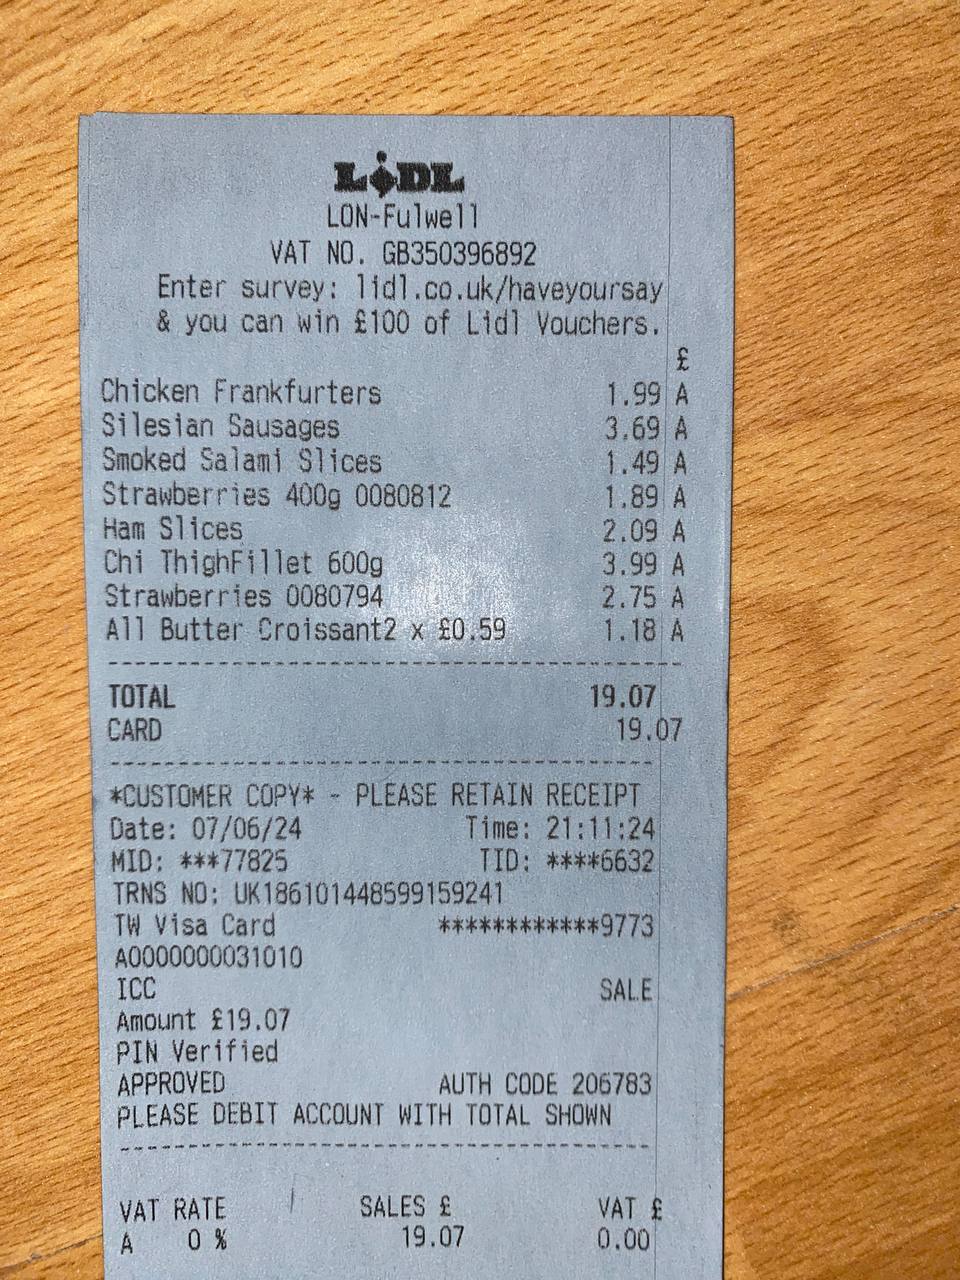 LiDL
LON-Fulwell
VAT NO. GB350396892
Enter survey: lidl.co.uk/haveyoursay
& you can win £100 of Lidl Vouchers.
£
Chicken Frankfurters 1.99 A
Silesian Sausages 3.69 A
Smoked Salami Slices 1.49 A
Strawberries 400g 0080812 1.89 A
Ham Slices 2.09 A
Chi ThighFillet 600g 3.99 A
Strawberries 0080794 2.75 A
All Butter Croissant2 x £0.59 1.18 A
TOTAL 19.07
CARD 19.07
*CUSTOMER COPY* - PLEASE RETAIN RECEIPT
Date: 07/06/24 Time: 21:11:24
MID: ***77825 TID: ****6632
TRNS NO: UK186101448599159241
TW Visa Card ************9773
A0000000031010
ICC SALE
Amount £19.07
PIN Verified
APPROVED AUTH CODE 206783
PLEASE DEBIT ACCOUNT WITH TOTAL SHOWN
VAT RATE SALES £ VAT £
A 0 % 19.07 0.00